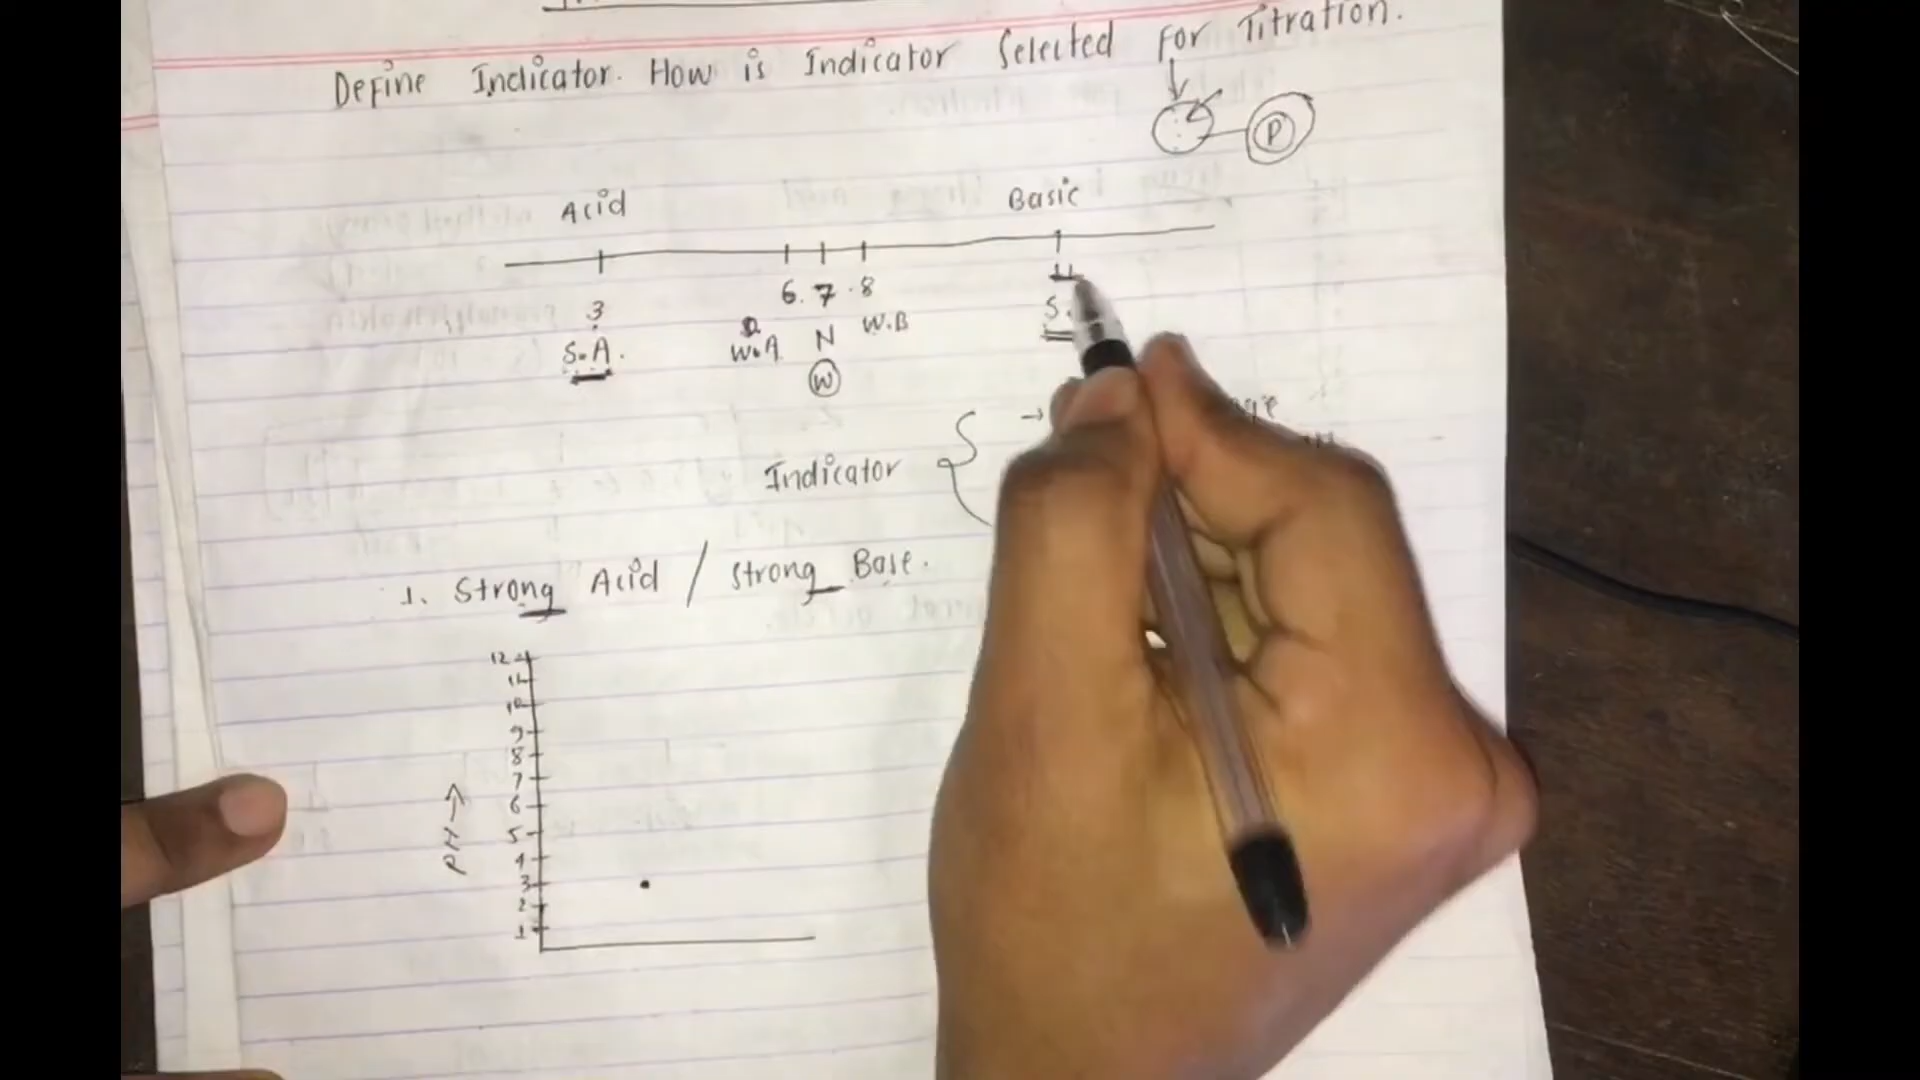 Define Indicator. How is Indicator Selected for Titration.
P
Acid Basic
3 6. 7 .8 11
S.A. W.A N W.B S.
W
Indicator { →
1. Strong Acid / Strong Base.
12
11
10
9
8
7
6
5
4
3
2
1
PH →